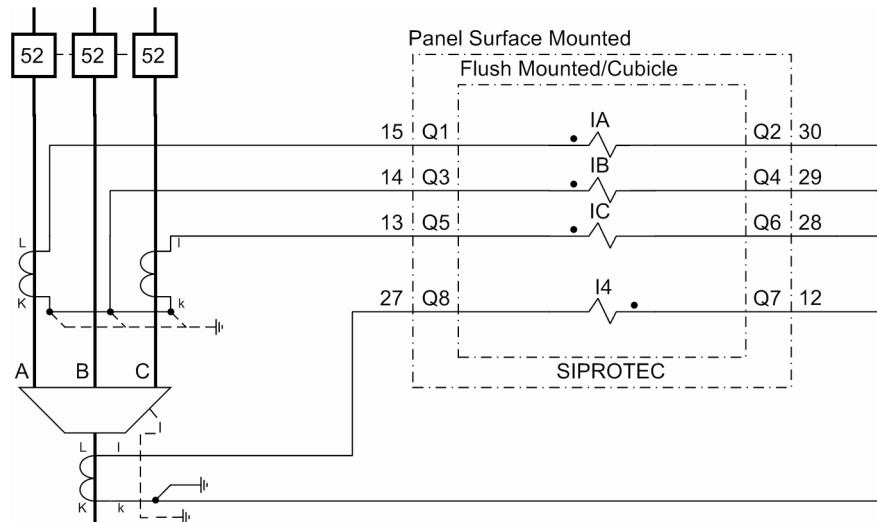 52 52 52
Panel Surface Mounted
Flush Mounted/Cubicle
15 Q1 IA Q2 30
14 Q3 IB Q4 29
13 Q5 IC Q6 28
L l
K k
27 Q8 I4 Q7 12
A B C
SIPROTEC
L l
K k